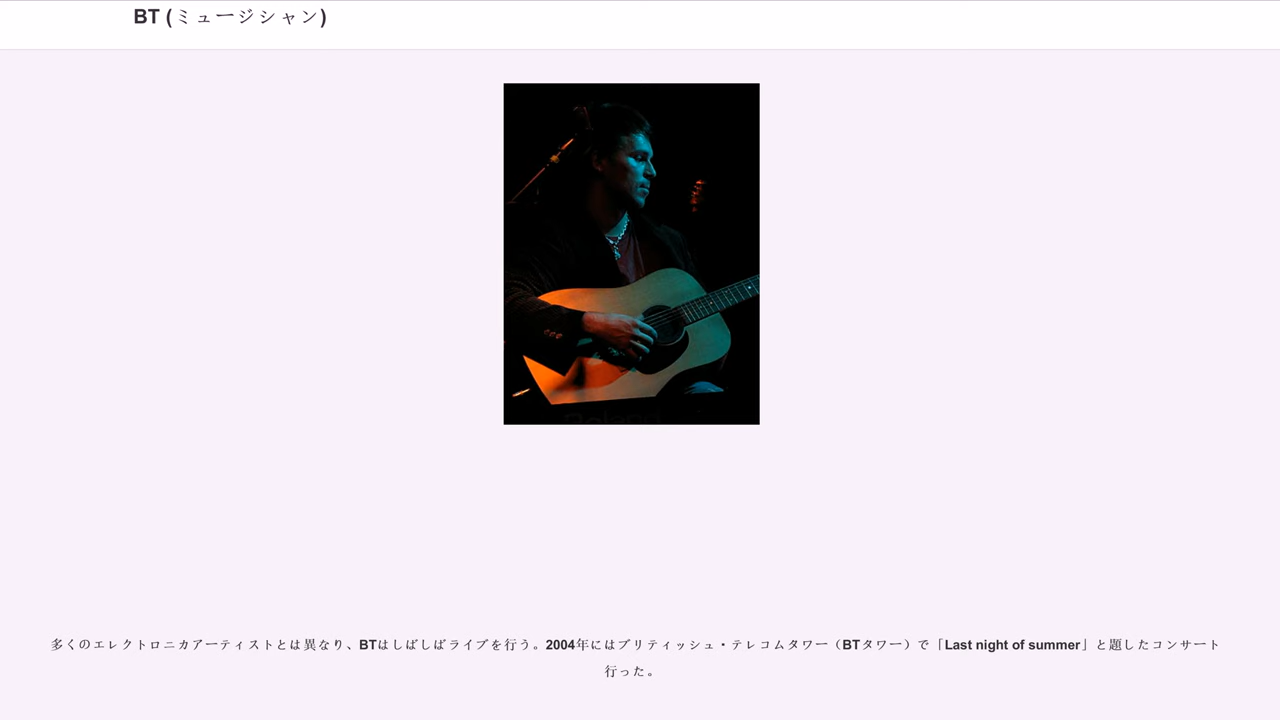 BT (ミュージシャン)
多くのエレクトロニカアーティストとは異なり、BTはしばしばライブを行う。2004年にはブリティッシュ・テレコムタワー（BTタワー）で「Last night of summer」と題したコンサート
行った。